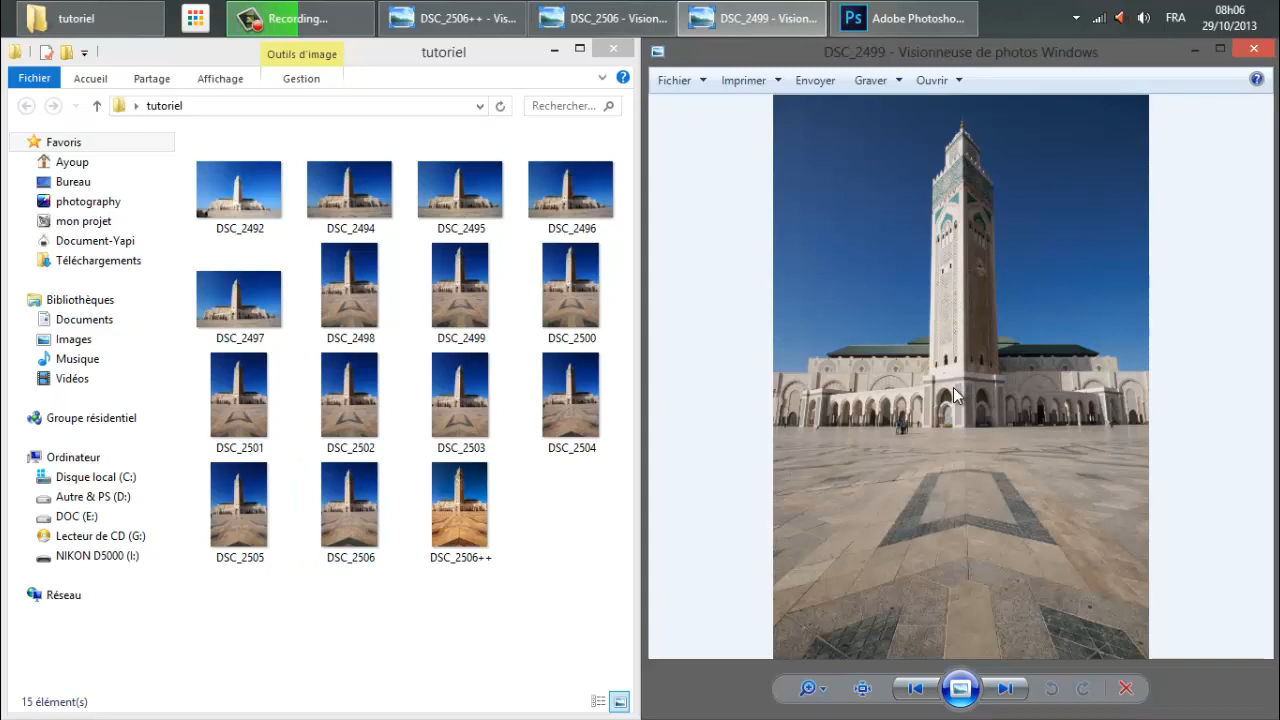 tutoriel
Recording...
DSC_2506++ - Vis...
DSC_2506 - Vision...
DSC_2499 - Vision...
Ps
Adobe Photosho...
FRA
08h06
29/10/2013
Outils d'image
tutoriel
Fichier
Accueil
Partage
Affichage
Gestion
tutoriel
Rechercher...
Favoris
Ayoup
Bureau
photography
mon projet
Document-Yapi
Téléchargements
Bibliothèques
Documents
Images
Musique
Vidéos
Groupe résidentiel
Ordinateur
Disque local (C:)
Autre & PS (D:)
DOC (E:)
Lecteur de CD (G:)
NIKON D5000 (I:)
Réseau
DSC_2492
DSC_2494
DSC_2495
DSC_2496
DSC_2497
DSC_2498
DSC_2499
DSC_2500
DSC_2501
DSC_2502
DSC_2503
DSC_2504
DSC_2505
DSC_2506
DSC_2506++
15 élément(s)
DSC_2499 - Visionneuse de photos Windows
Fichier
Imprimer
Envoyer
Graver
Ouvrir